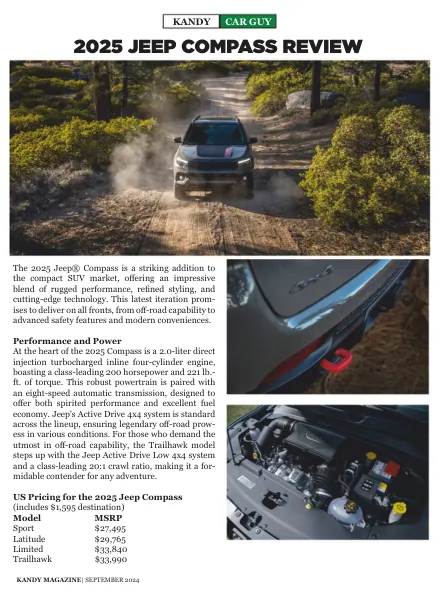 KANDY CAR GUY
2025 JEEP COMPASS REVIEW
The 2025 Jeep® Compass is a striking addition to
the compact SUV market, offering an impressive
blend of rugged performance, refined styling, and
cutting-edge technology. This latest iteration prom-
ises to deliver on all fronts, from off-road capability to
advanced safety features and modern conveniences.
Performance and Power
At the heart of the 2025 Compass is a 2.0-liter direct
injection turbocharged inline four-cylinder engine,
boasting a class-leading 200 horsepower and 221 lb.-
ft. of torque. This robust powertrain is paired with
an eight-speed automatic transmission, designed to
offer both spirited performance and excellent fuel
economy. Jeep's Active Drive 4x4 system is standard
across the lineup, ensuring legendary off-road prow-
ess in various conditions. For those who demand the
utmost in off-road capability, the Trailhawk model
steps up with the Jeep Active Drive Low 4x4 system
and a class-leading 20:1 crawl ratio, making it a for-
midable contender for any adventure.
US Pricing for the 2025 Jeep Compass
(includes $1,595 destination)
Model MSRP
Sport $27,495
Latitude $29,765
Limited $33,840
Trailhawk $33,990
KANDY MAGAZINE| SEPTEMBER 2024